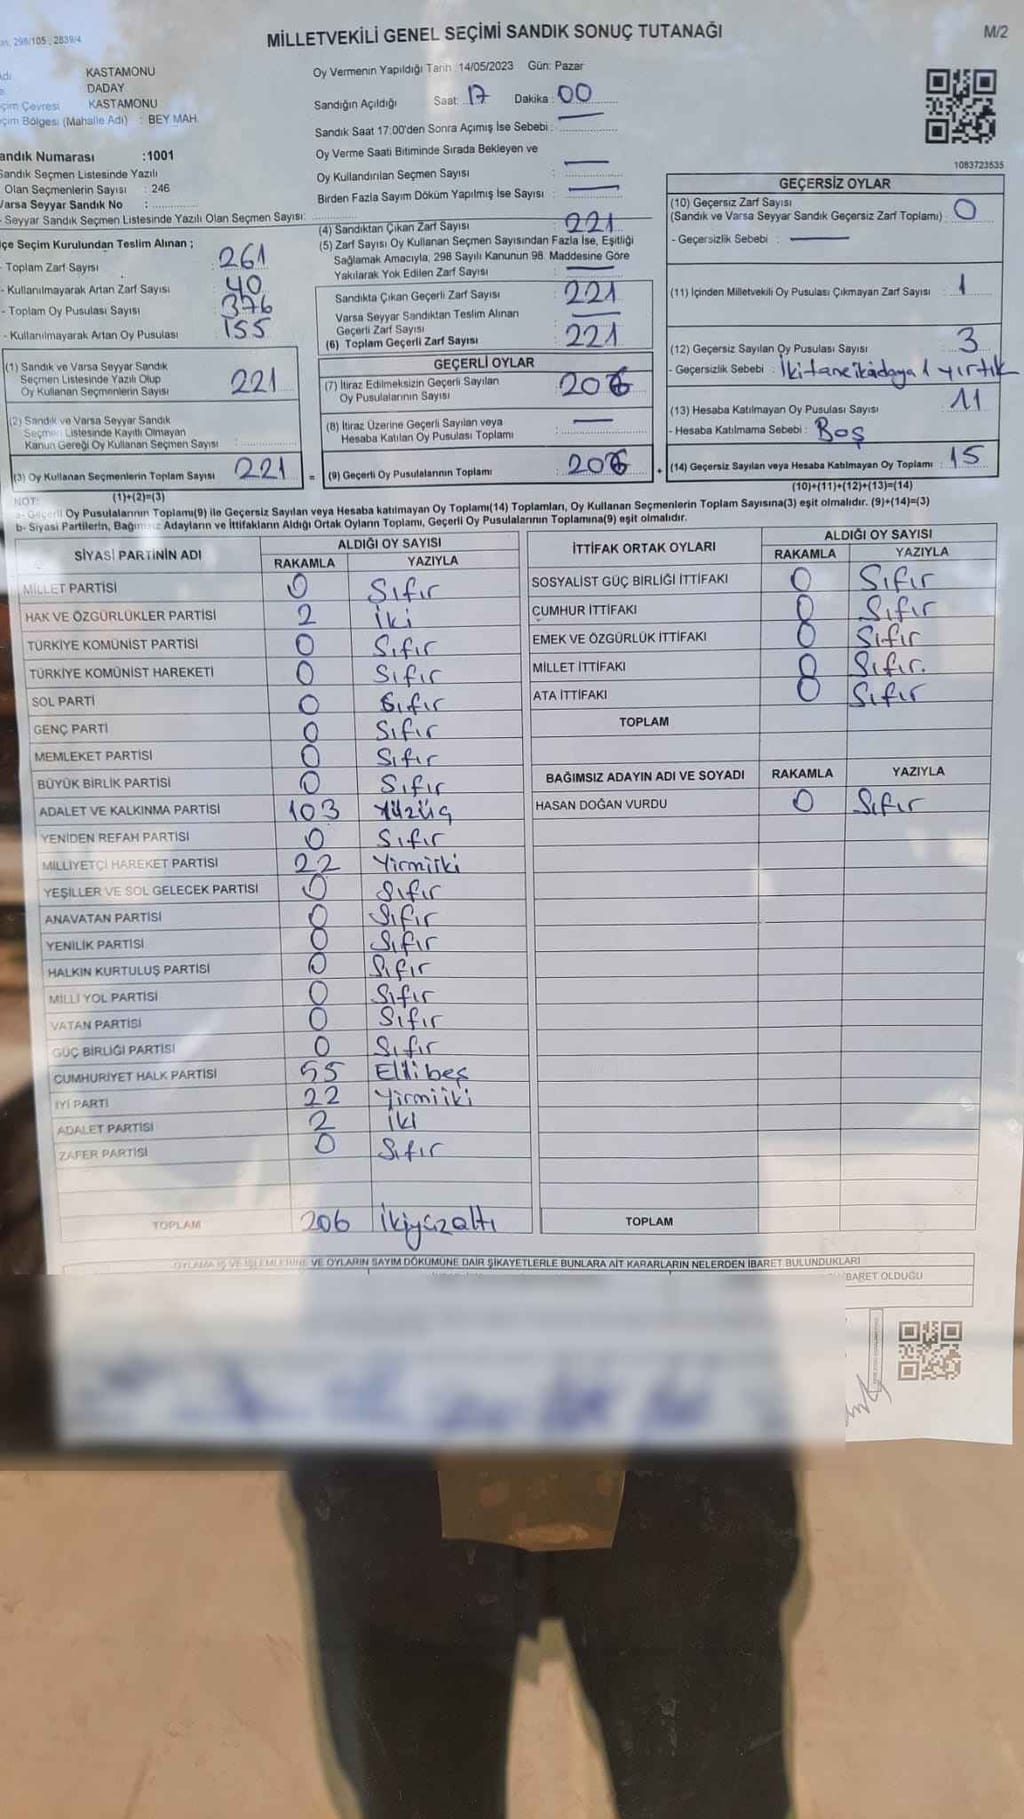 298/105, 2839/4
MİLLETVEKİLİ GENEL SEÇİMİ SANDIK SONUÇ TUTANAĞI
M/2
KASTAMONU
DADAY
çim Çevresi KASTAMONU
çim Bölgesi (Mahalle Adı) : BEY MAH.
andık Numarası :1001
Sandık Seçmen Listesinde Yazılı
Olan Seçmenlerin Sayısı : 246
Varsa Seyyar Sandık No :
- Seyyar Sandık Seçmen Listesinde Yazılı Olan Seçmen Sayısı:
Oy Vermenin Yapıldığı Tarih :14/05/2023 Gün: Pazar
Sandığın Açıldığı Saat: 17 Dakika : 00
Sandık Saat 17:00'den Sonra Açımış İse Sebebi :
Oy Verme Saati Bitiminde Sırada Bekleyen ve
Oy Kullandırılan Seçmen Sayısı : —
Birden Fazla Sayım Döküm Yapılmış İse Sayısı : —
1083723535
çe Seçim Kurulundan Teslim Alınan ;
- Toplam Zarf Sayısı : 261
- Kullanılmayarak Artan Zarf Sayısı : 40
- Toplam Oy Pusulası Sayısı : 376
- Kullanılmayarak Artan Oy Pusulası : 155
(1) Sandık ve Varsa Seyyar Sandık
Seçmen Listesinde Yazılı Olup
Oy Kullanan Seçmenlerin Sayısı : 221
(2) Sandık ve Varsa Seyyar Sandık
Seçmen Listesinde Kayıtlı Olmayan
Kanun Gereği Oy Kullanan Seçmen Sayısı :
(3) Oy Kullanan Seçmenlerin Toplam Sayısı : 221 =
(4) Sandıktan Çıkan Zarf Sayısı : 221
(5) Zarf Sayısı Oy Kullanan Seçmen Sayısından Fazla İse, Eşitliği
Sağlamak Amacıyla, 298 Sayılı Kanunun 98. Maddesine Göre
Yakılarak Yok Edilen Zarf Sayısı : —
Sandıkta Çıkan Geçerli Zarf Sayısı : 221
Varsa Seyyar Sandıktan Teslim Alınan
Geçerli Zarf Sayısı : —
(6) Toplam Geçerli Zarf Sayısı : 221
GEÇERLİ OYLAR
(7) İtiraz Edilmeksizin Geçerli Sayılan
Oy Pusulalarının Sayısı : 206
(8) İtiraz Üzerine Geçerli Sayılan veya
Hesaba Katılan Oy Pusulası Toplamı : —
(9) Geçerli Oy Pusulalarının Toplamı : 206 +
GEÇERSİZ OYLAR
(10) Geçersiz Zarf Sayısı
(Sandık ve Varsa Seyyar Sandık Geçersiz Zarf Toplamı) : 0
- Geçersizlik Sebebi : —
(11) İçinden Milletvekili Oy Pusulası Çıkmayan Zarf Sayısı : 1
(12) Geçersiz Sayılan Oy Pusulası Sayısı : 3
- Geçersizlik Sebebi : İki tane iki adaya 1 yırtık
(13) Hesaba Katılmayan Oy Pusulası Sayısı : 11
- Hesaba Katılmama Sebebi : Boş
(14) Geçersiz Sayılan veya Hesaba Katılmayan Oy Toplamı : 15
(10)+(11)+(12)+(13)=(14)
NOT: (1)+(2)=(3)
a- Geçerli Oy Pusulalarının Toplamı(9) ile Geçersiz Sayılan veya Hesaba katılmayan Oy Toplamı(14) Toplamları, Oy Kullanan Seçmenlerin Toplam Sayısına(3) eşit olmalıdır. (9)+(14)=(3)
b- Siyasi Partilerin, Bağımsız Adayların ve İttifakların Aldığı Ortak Oyların Toplamı, Geçerli Oy Pusulalarının Toplamına(9) eşit olmalıdır.
SİYASİ PARTİNİN ADI
ALDIĞI OY SAYISI
RAKAMLA YAZIYLA
MİLLET PARTİSİ 0 Sıfır
HAK VE ÖZGÜRLÜKLER PARTİSİ 2 İki
TÜRKİYE KOMÜNİST PARTİSİ 0 Sıfır
TÜRKİYE KOMÜNİST HAREKETİ 0 Sıfır
SOL PARTİ 0 Sıfır
GENÇ PARTİ 0 Sıfır
MEMLEKET PARTİSİ 0 Sıfır
BÜYÜK BİRLİK PARTİSİ 0 Sıfır
ADALET VE KALKINMA PARTİSİ 103 Yüzüç
YENİDEN REFAH PARTİSİ 0 Sıfır
MİLLİYETÇİ HAREKET PARTİSİ 22 Yirmiiki
YEŞİLLER VE SOL GELECEK PARTİSİ 0 Sıfır
ANAVATAN PARTİSİ 0 Sıfır
YENİLİK PARTİSİ 0 Sıfır
HALKIN KURTULUŞ PARTİSİ 0 Sıfır
MİLLİ YOL PARTİSİ 0 Sıfır
VATAN PARTİSİ 0 Sıfır
GÜÇ BİRLİĞİ PARTİSİ 0 Sıfır
CUMHURİYET HALK PARTİSİ 55 Ellibeş
İYİ PARTİ 22 Yirmiiki
ADALET PARTİSİ 2 İki
ZAFER PARTİSİ 0 Sıfır
TOPLAM 206 İkiyüzaltı
İTTİFAK ORTAK OYLARI
ALDIĞI OY SAYISI
RAKAMLA YAZIYLA
SOSYALİST GÜÇ BİRLİĞİ İTTİFAKI 0 Sıfır
CUMHUR İTTİFAKI 0 Sıfır
EMEK VE ÖZGÜRLÜK İTTİFAKI 0 Sıfır
MİLLET İTTİFAKI 0 Sıfır.
ATA İTTİFAKI 0 Sıfır
TOPLAM
BAĞIMSIZ ADAYIN ADI VE SOYADI RAKAMLA YAZIYLA
HASAN DOĞAN VURDU 0 Sıfır
TOPLAM
OYLAMA İŞ VE İŞLEMLERİNE VE OYLARIN SAYIM DÖKÜMÜNE DAİR ŞİKAYETLERLE BUNLARA AİT KARARLARIN NELERDEN İBARET BULUNDUKLARI
İBARET OLDUĞU